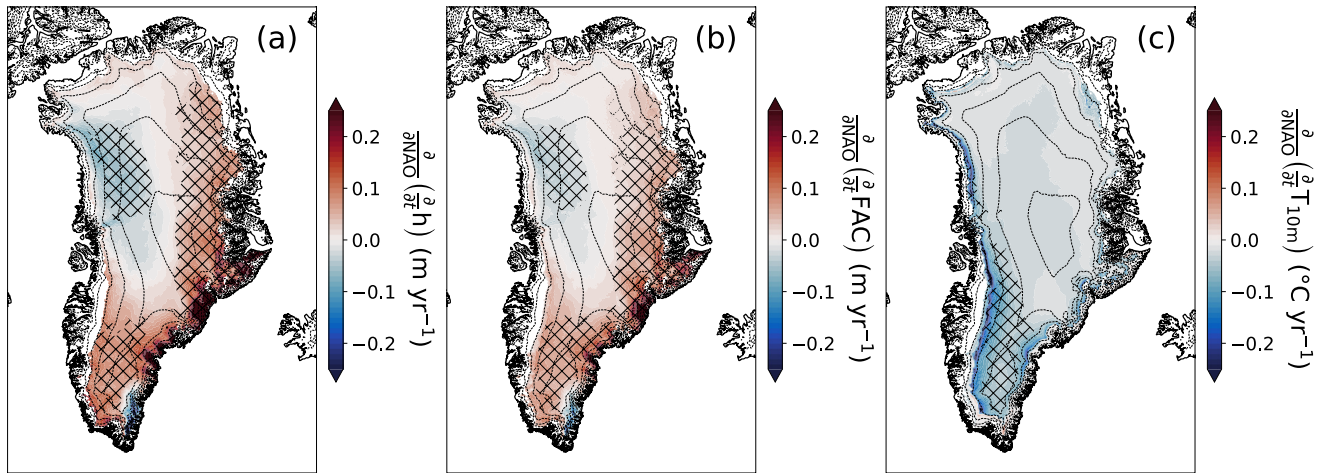 (a)
0.2
0.1
0.0
−0.1
−0.2
∂/∂NAO (∂/∂t h) (m yr⁻¹)
(b)
0.2
0.1
0.0
−0.1
−0.2
∂/∂NAO (∂/∂t FAC) (m yr⁻¹)
(c)
0.2
0.1
0.0
−0.1
−0.2
∂/∂NAO (∂/∂t T₁₀ₘ) (°C yr⁻¹)